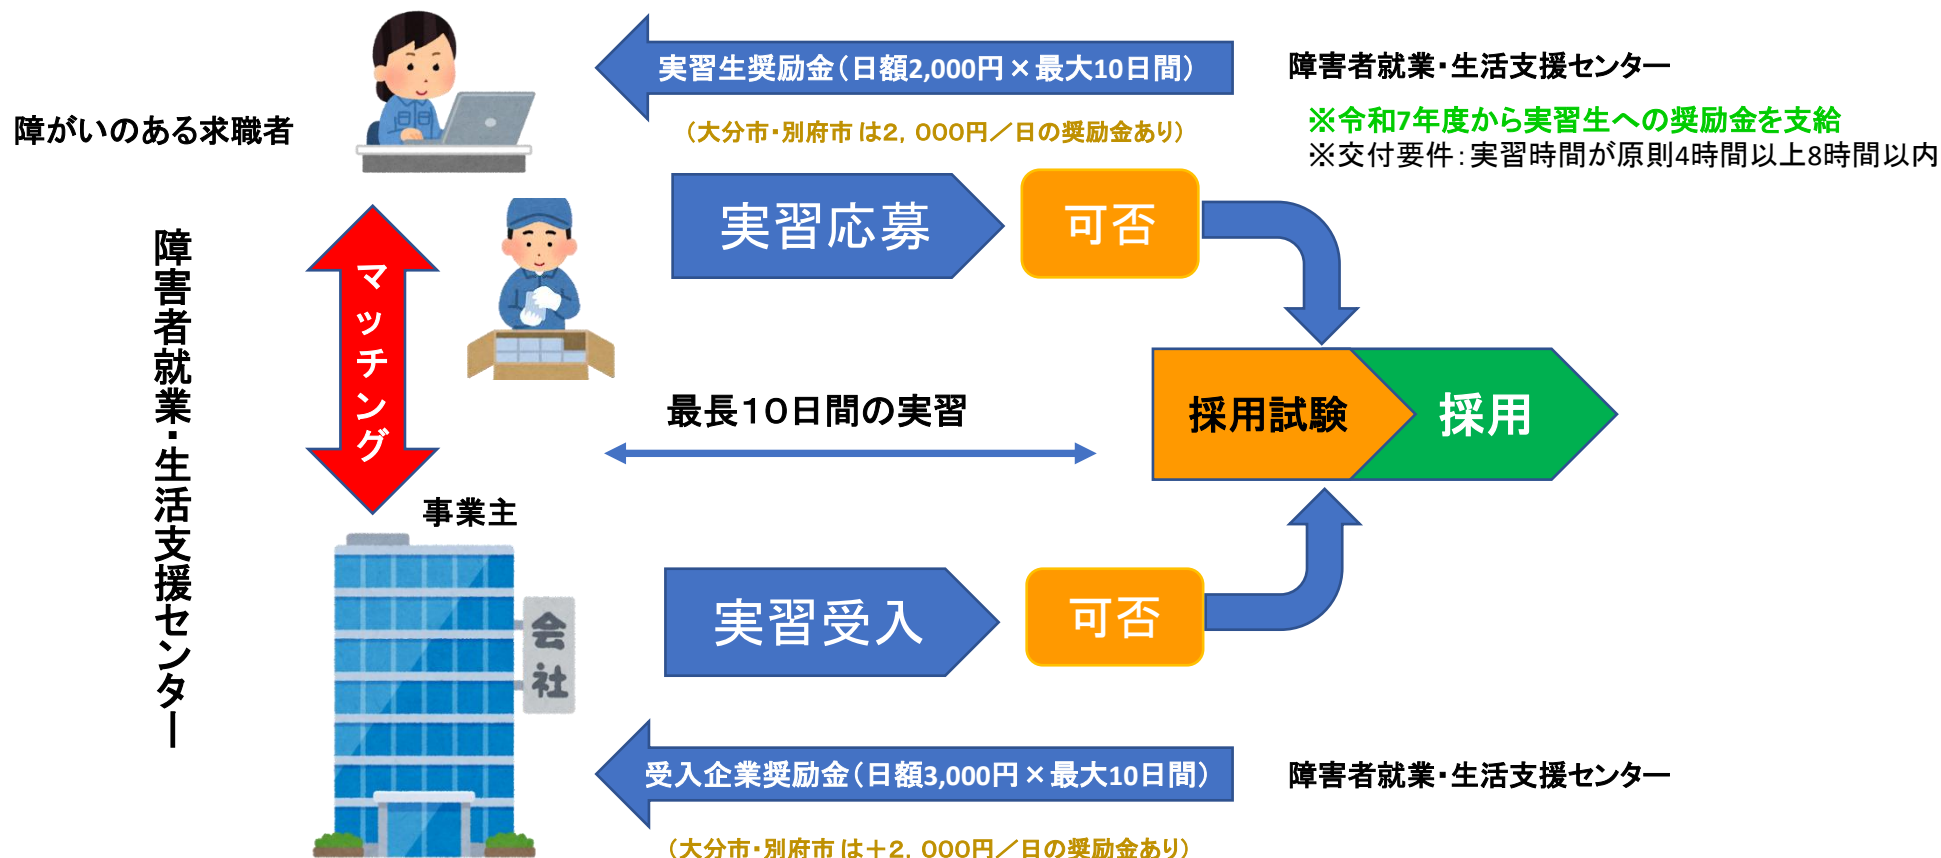 実習生奨励金（日額2,000円×最大10日間）
障害者就業・生活支援センター
（大分市・別府市 は２，０００円／日の奨励金あり）
※令和7年度から実習生への奨励金を支給
※交付要件：実習時間が原則4時間以上8時間以内
障がいのある求職者
障害者就業・生活支援センター
マッチング
実習応募
可否
最長１０日間の実習
採用試験
採用
事業主
会社
実習受入
可否
受入企業奨励金（日額3,000円×最大10日間）
障害者就業・生活支援センター
（大分市・別府市 は＋２，０００円／日の奨励金あり）